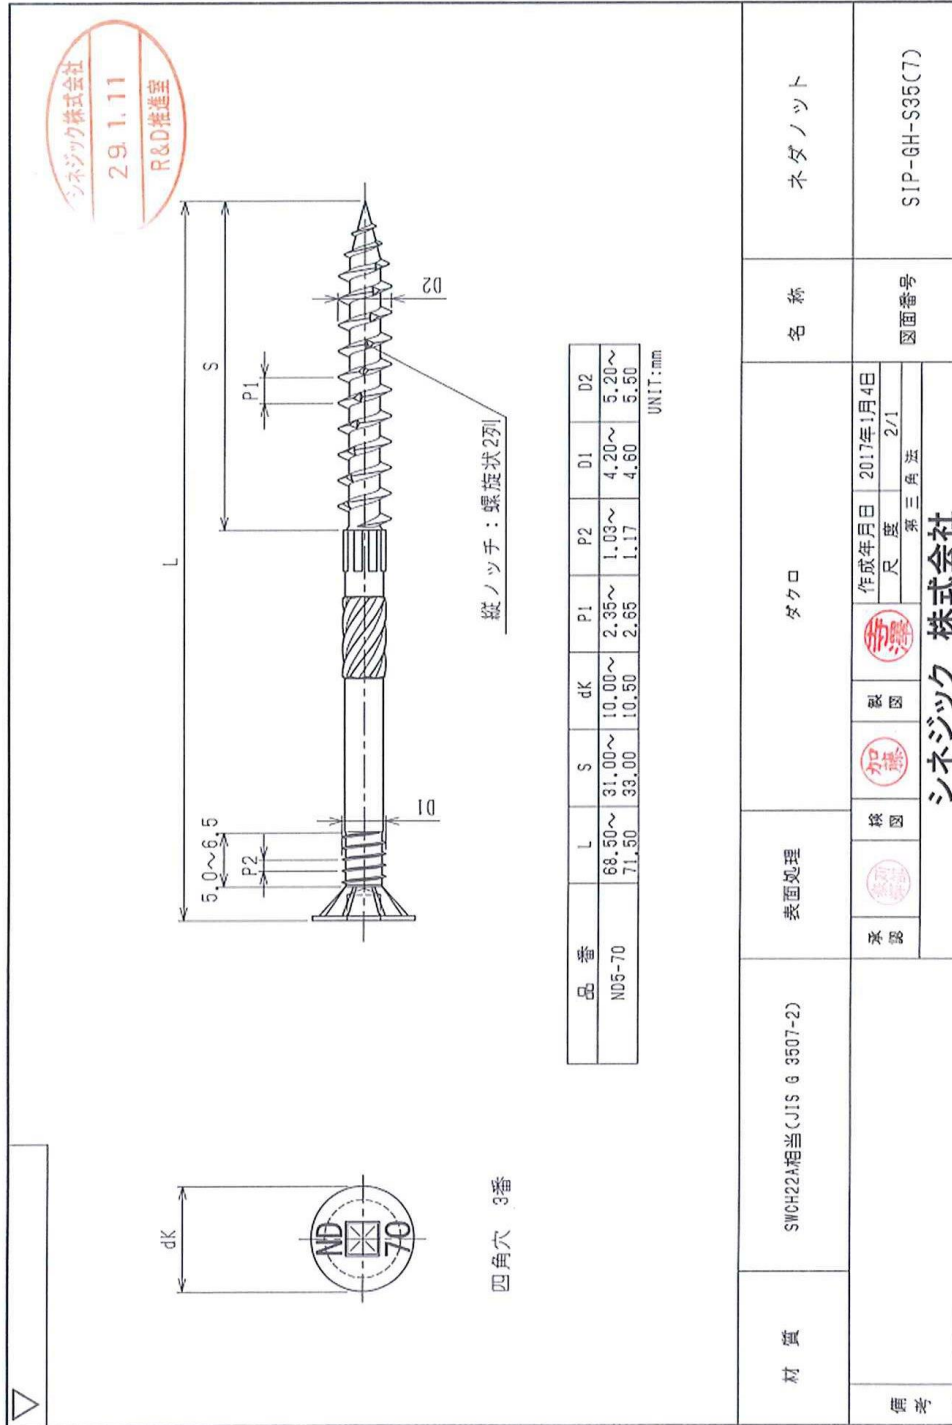 シネジック株式会社
29.1.11
R&D推進室
L
S
P1
D2
5.0～6.5
P2
D1
dK
ND
70
四角穴 3番
縦ノッチ：螺旋状2列
品番 L S dK P1 P2 D1 D2
ND5-70 68.50～71.50 31.00～33.00 10.00～10.50 2.35～2.65 1.03～1.17 4.20～4.60 5.20～5.50
UNIT:mm
材質 SWCH22A相当(JIS G 3507-2) 表面処理 ダクロ 名称 ネダノット
備考
承認 検図 加藤 製図 寺澤
作成年月日 2017年1月4日
尺度 2/1
第三角法
図面番号 SIP-GH-S35(7)
シネジック 株式会社